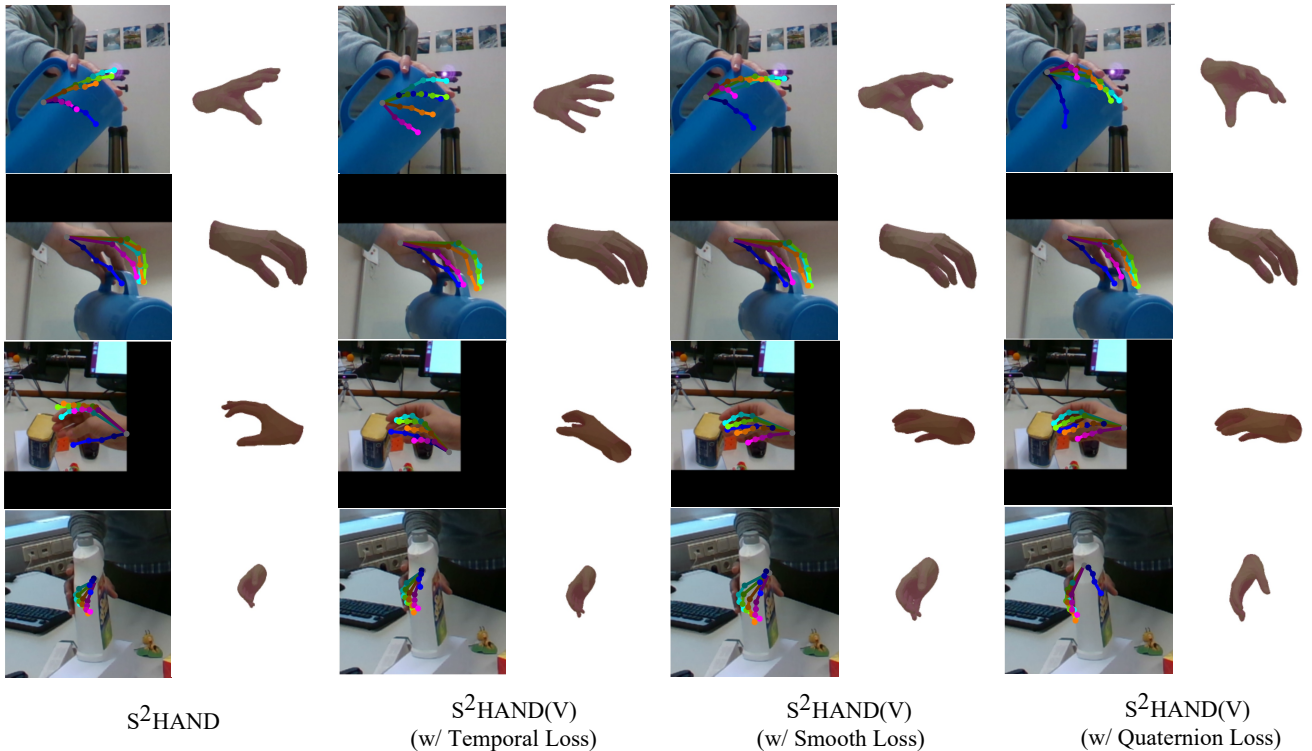 S²HAND
S²HAND(V)
(w/ Temporal Loss)
S²HAND(V)
(w/ Smooth Loss)
S²HAND(V)
(w/ Quaternion Loss)